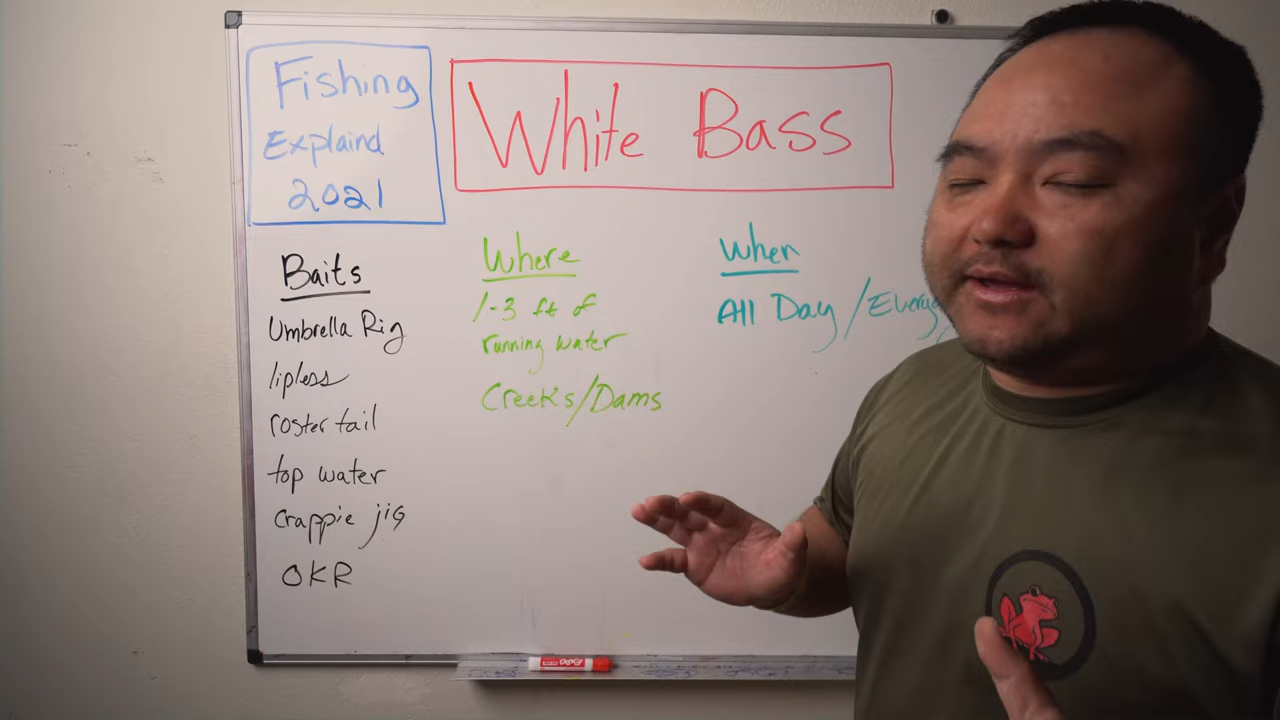 Fishing
Explaind
2021
White Bass
Baits
Umbrella Rig
lipless
roster tail
top water
crappie jig
OKR
Where
1-3 ft of
running water
Creeks/Dams
When
All Day /
EXPO